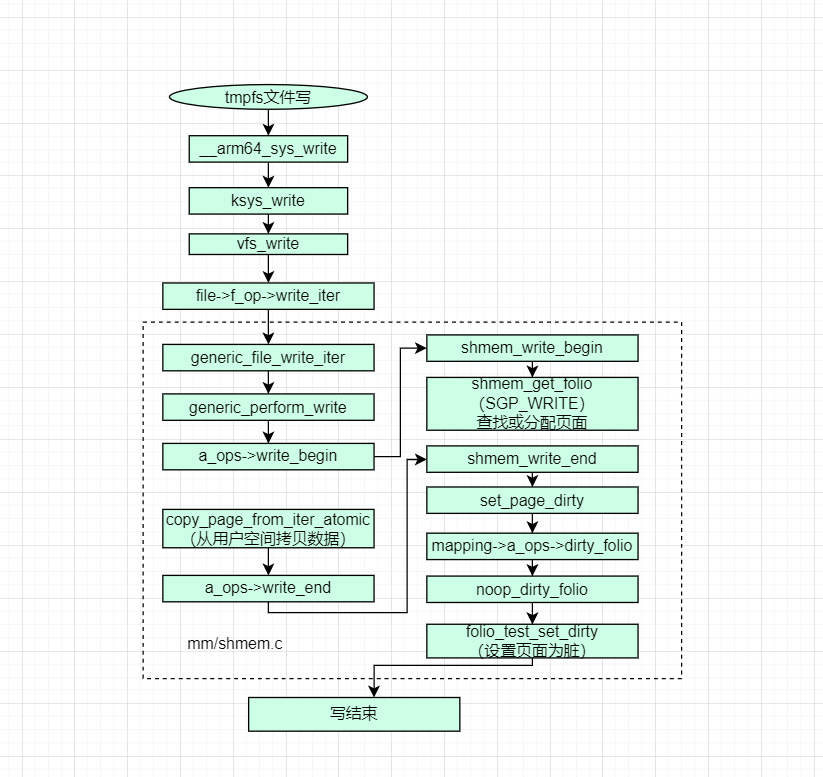 tmpfs文件写
__arm64_sys_write
ksys_write
vfs_write
file->f_op->write_iter
generic_file_write_iter
generic_perform_write
a_ops->write_begin
shmem_write_begin
shmem_get_folio
（SGP_WRITE）
查找或分配页面
copy_page_from_iter_atomic
（从用户空间拷贝数据）
a_ops->write_end
shmem_write_end
set_page_dirty
mapping->a_ops->dirty_folio
noop_dirty_folio
folio_test_set_dirty
（设置页面为脏）
mm/shmem.c
写结束